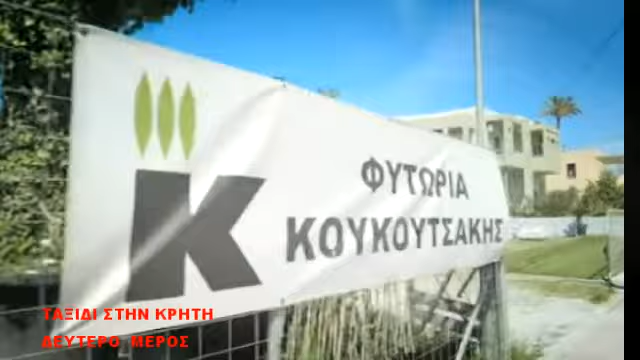 ΦΥΤΩΡΙΑ
ΚΟΥΚΟΥΤΣΑΚΗΣ
Κ
ΤΑΞΙΔΙ ΣΤΗΝ ΚΡΗΤΗ
ΔΕΥΤΕΡΟ ΜΕΡΟΣ